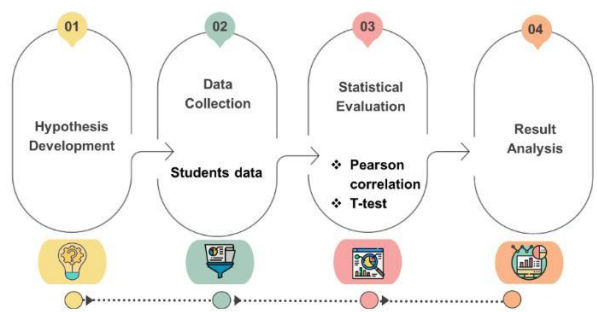 01
Hypothesis
Development
02
Data
Collection
Students data
03
Statistical
Evaluation
❖ Pearson
correlation
❖ T-test
04
Result
Analysis